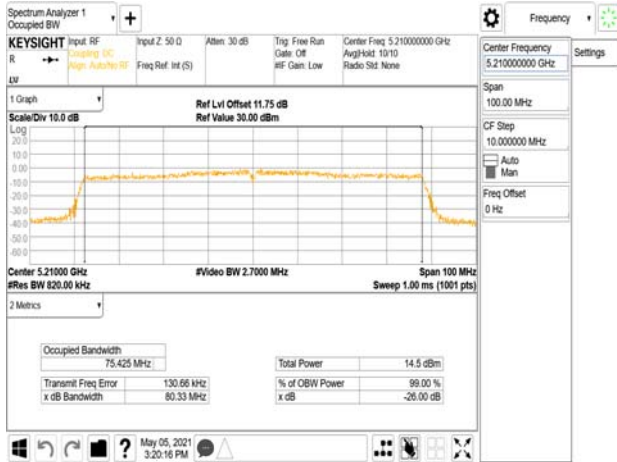 Spectrum Analyzer 1
Occupied BW
+
Frequency
KEYSIGHT Input: RF Input Z: 50 Ω Atten: 30 dB Trig: Free Run Center Freq: 5.210000000 GHz
R Coupling: DC Gate: Off Avg|Hold: 10/10
Align: Auto/No RF Freq Ref: Int (S) #IF Gain: Low Radio Std: None
LV
Center Frequency
5.210000000 GHz
Settings
Span
100.00 MHz
CF Step
10.000000 MHz
Auto
Man
Freq Offset
0 Hz
1 Graph
Ref Lvl Offset 11.75 dB
Scale/Div 10.0 dB Ref Value 30.00 dBm
Log
20.0
10.0
0.00
-10.0
-20.0
-30.0
-40.0
-50.0
-60.0
Center 5.21000 GHz #Video BW 2.7000 MHz Span 100 MHz
#Res BW 820.00 kHz Sweep 1.00 ms (1001 pts)
2 Metrics
Occupied Bandwidth
75.425 MHz Total Power 14.5 dBm
Transmit Freq Error 130.66 kHz % of OBW Power 99.00 %
x dB Bandwidth 80.33 MHz x dB -26.00 dB
?
May 05, 2021
3:20:16 PM